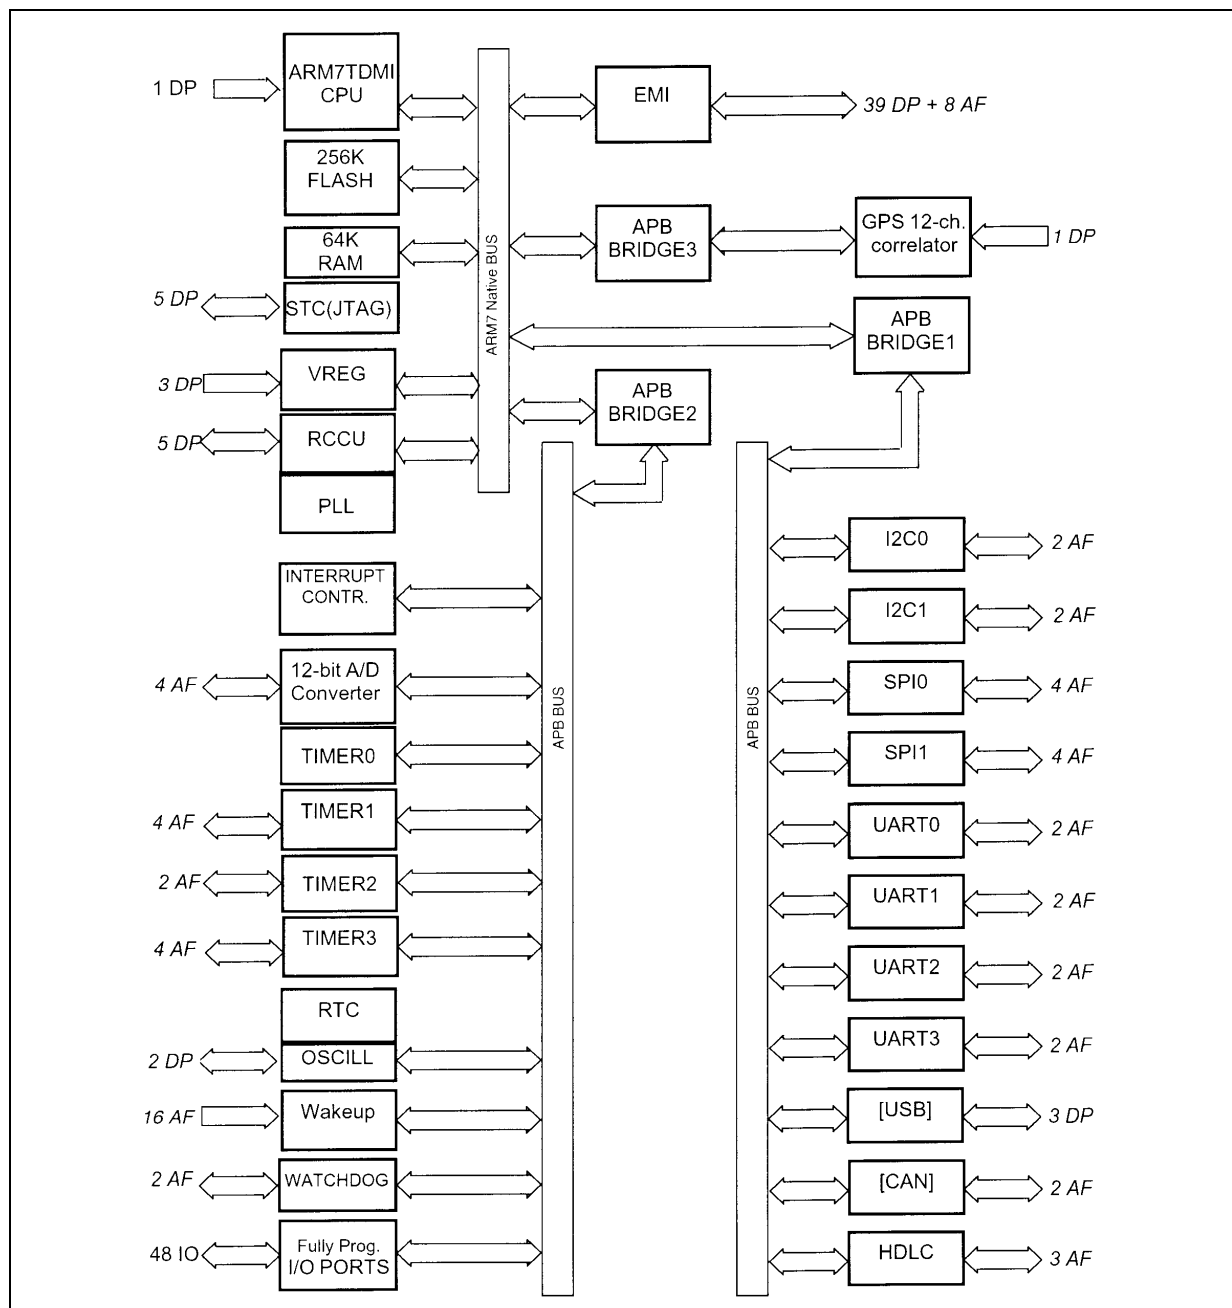 1 DP
ARM7TDMI
CPU
256K
FLASH
64K
RAM
5 DP
STC(JTAG)
3 DP
VREG
5 DP
RCCU
PLL
ARM7 Native BUS
EMI
39 DP + 8 AF
APB
BRIDGE3
GPS 12-ch.
correlator
1 DP
APB
BRIDGE1
APB
BRIDGE2
INTERRUPT
CONTR.
4 AF
12-bit A/D
Converter
TIMER0
4 AF
TIMER1
2 AF
TIMER2
4 AF
TIMER3
RTC
2 DP
OSCILL
16 AF
Wakeup
2 AF
WATCHDOG
48 IO
Fully Prog.
I/O PORTS
APB BUS
APB BUS
I2C0
2 AF
I2C1
2 AF
SPI0
4 AF
SPI1
4 AF
UART0
2 AF
UART1
2 AF
UART2
2 AF
UART3
2 AF
[USB]
3 DP
[CAN]
2 AF
HDLC
3 AF